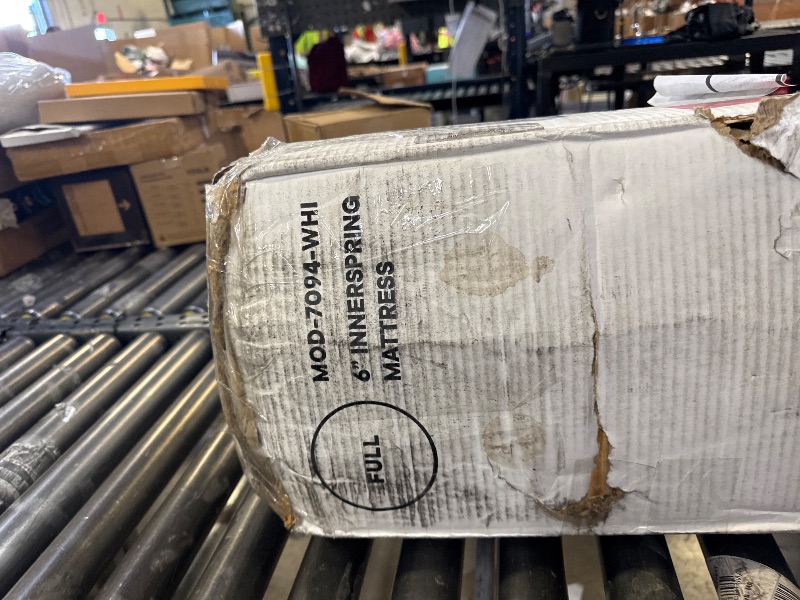 MOD-7094-WHI
6” INNERSPRING
MATTRESS
FULL